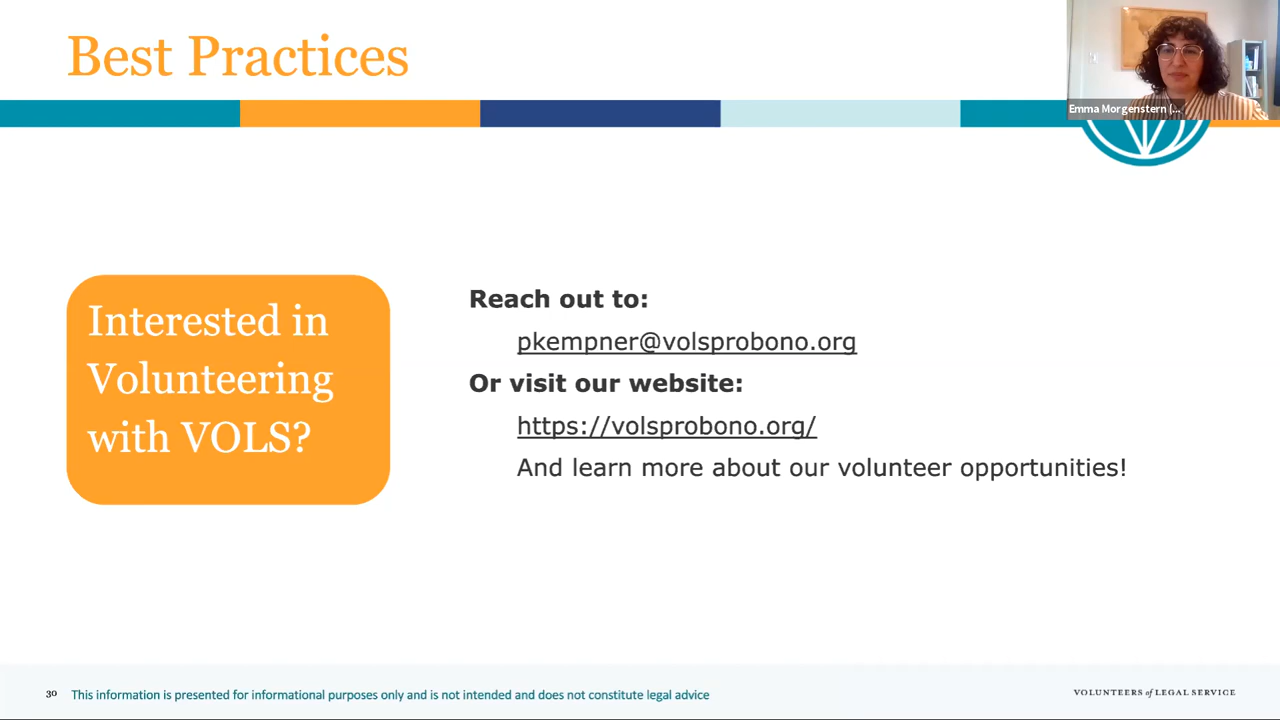 Best Practices
Emma Morgenstern (...
Interested in
Volunteering
with VOLS?
Reach out to:
pkempner@volsprobono.org
Or visit our website:
https://volsprobono.org/
And learn more about our volunteer opportunities!
30 This information is presented for informational purposes only and is not intended and does not constitute legal advice
VOLUNTEERS of LEGAL SERVICE